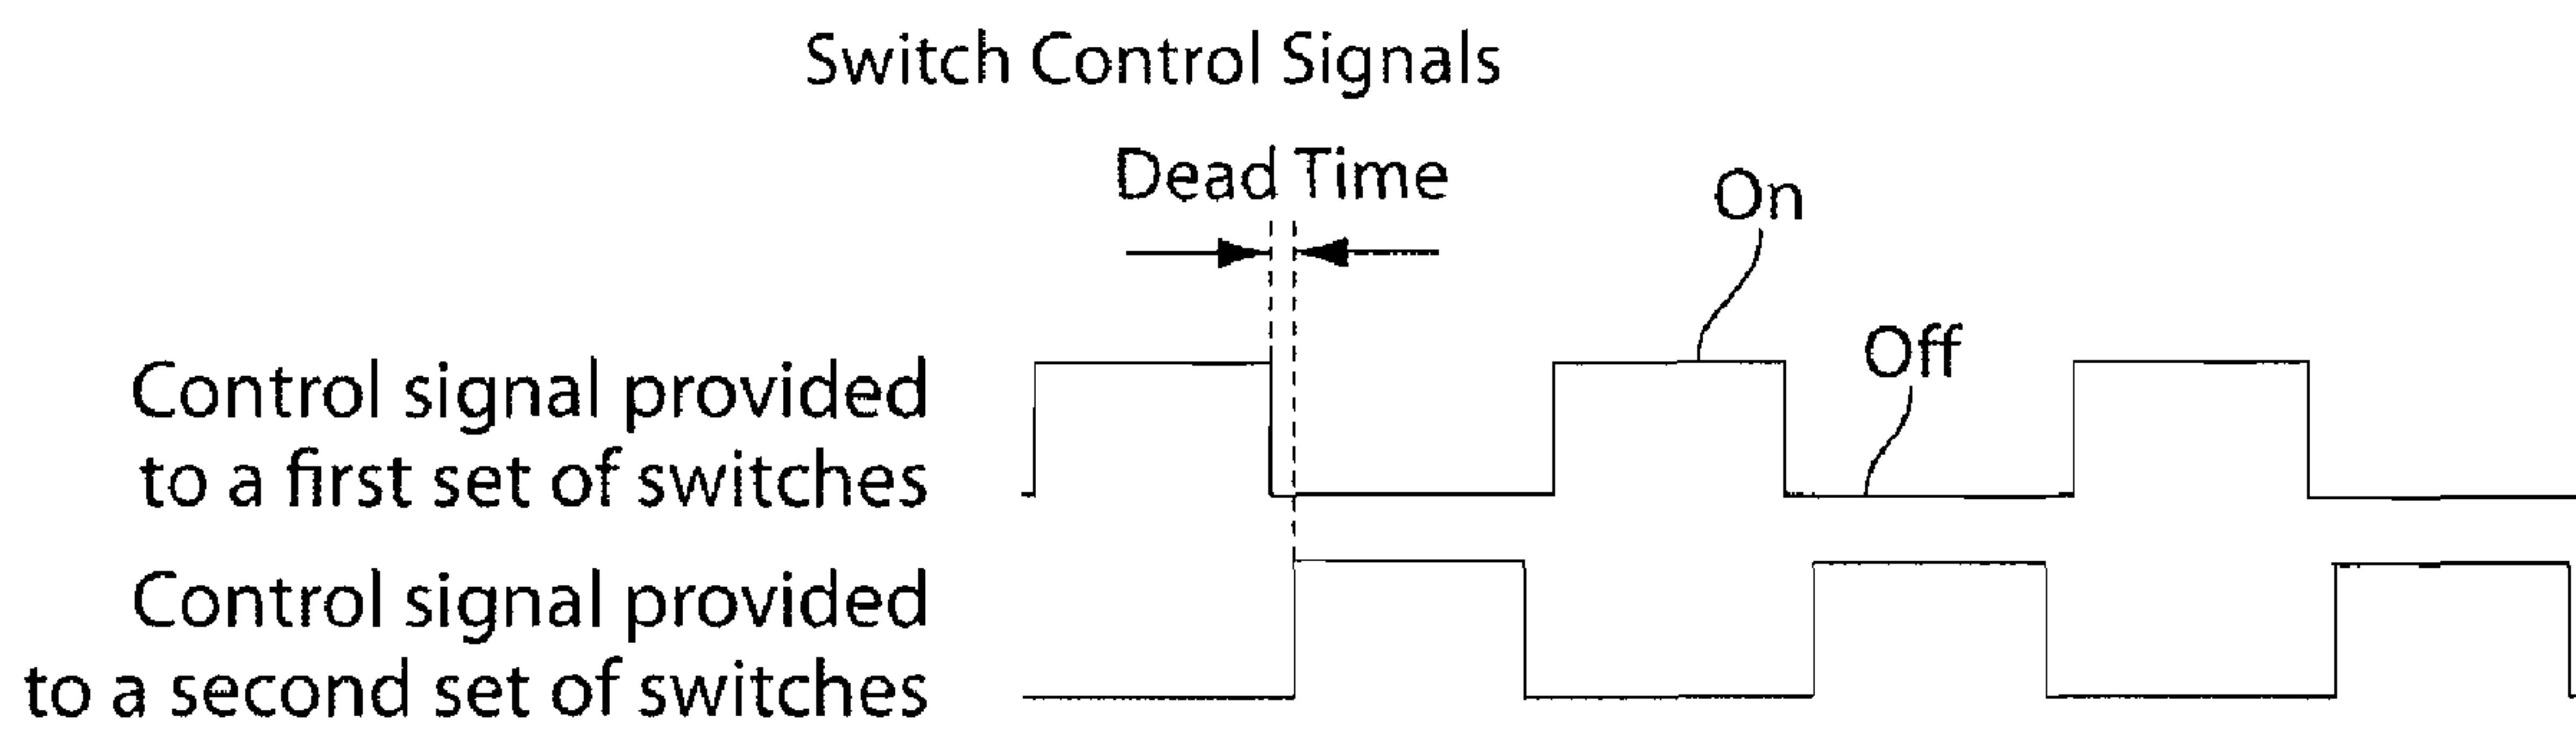 Switch Control Signals
Dead Time
On
Off
Control signal provided
to a first set of switches
Control signal provided
to a second set of switches